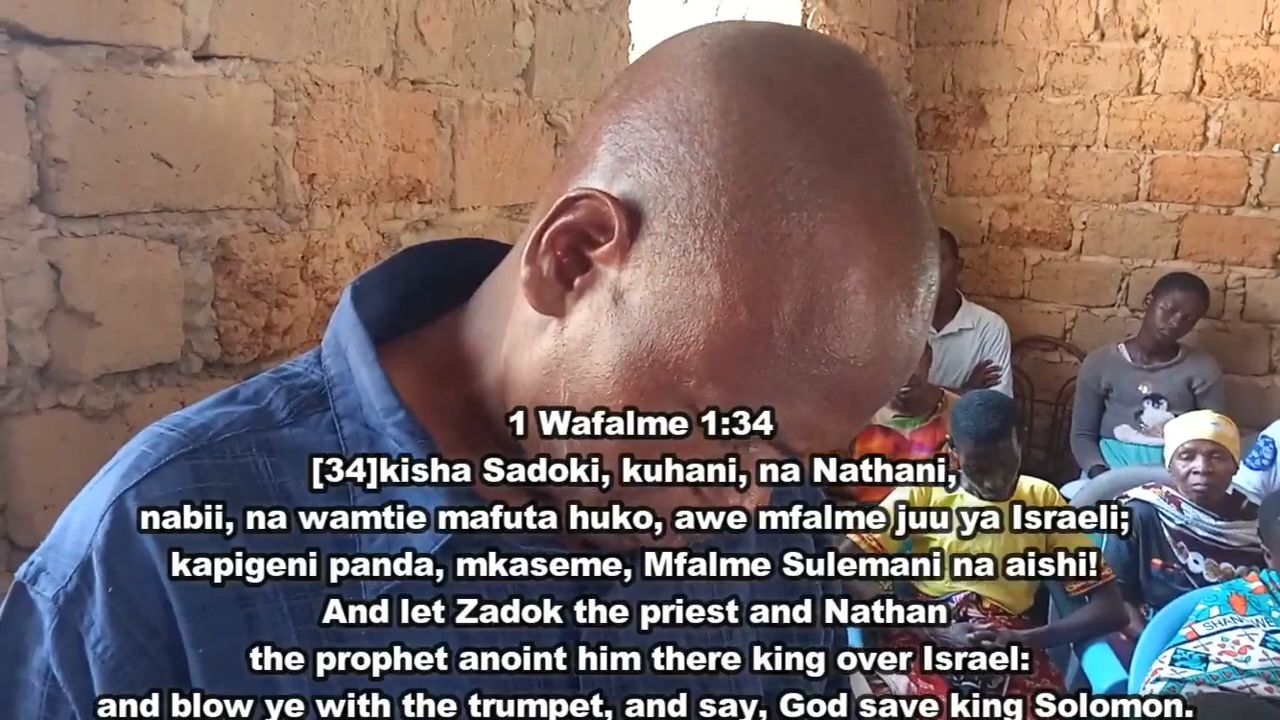 1 Wafalme 1:34
[34]kisha Sadoki, kuhani, na Nathani,
nabii, na wamtie mafuta huko, awe mfalme juu ya Israeli;
kapigeni panda, mkaseme, Mfalme Sulemani na aishi!
And let Zadok the priest and Nathan
the prophet anoint him there king over Israel:
and blow ye with the trumpet, and say, God save king Solomon.